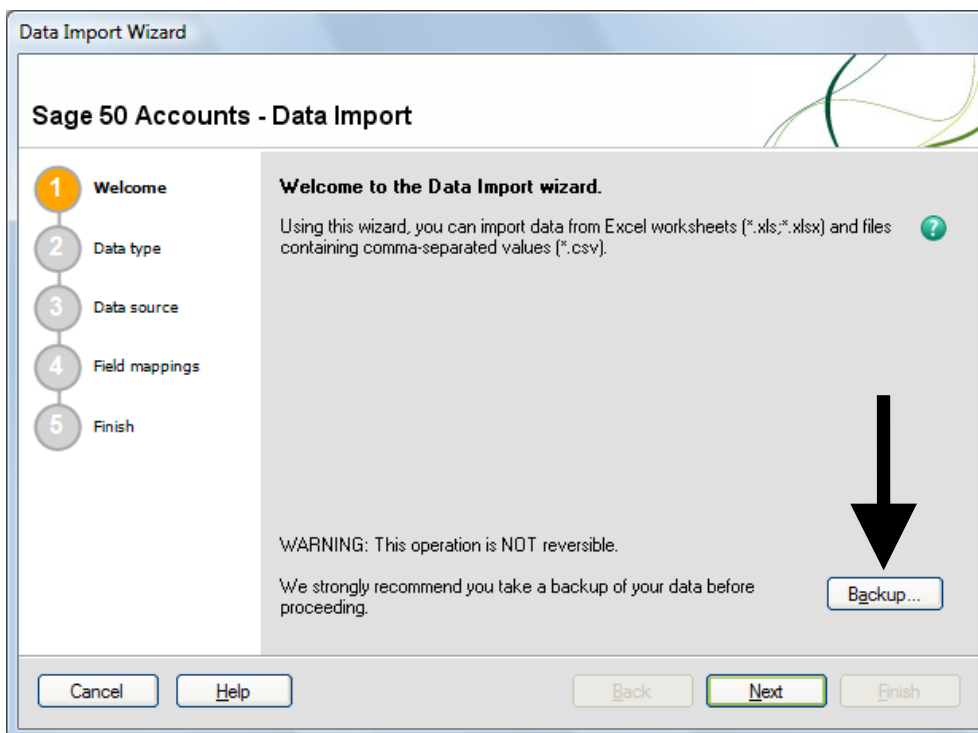 Data Import Wizard
Sage 50 Accounts - Data Import
1 Welcome
2 Data type
3 Data source
4 Field mappings
5 Finish
Welcome to the Data Import wizard.
Using this wizard, you can import data from Excel worksheets (*.xls;*.xlsx) and files
containing comma-separated values (*.csv).
?
WARNING: This operation is NOT reversible.
We strongly recommend you take a backup of your data before
proceeding.
Backup...
Cancel Help Back Next Finish